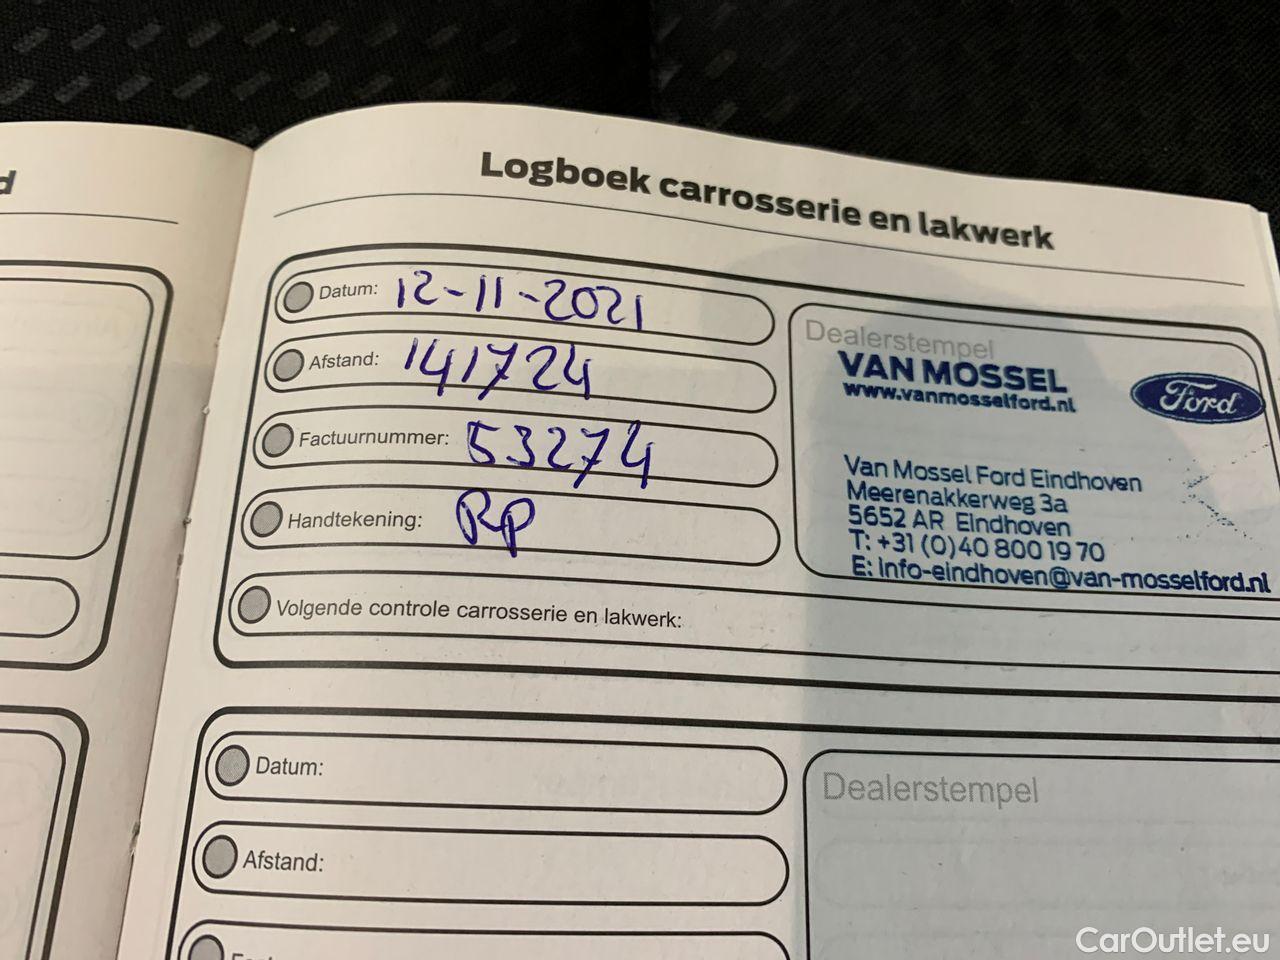 d
Logboek carrosserie en lakwerk
Datum: 12-11-2021
Afstand: 141724
Factuurnummer: 53274
Handtekening: RP
Volgende controle carrosserie en lakwerk:
Dealerstempel
VAN MOSSEL
www.vanmosselford.nl
Ford
Van Mossel Ford Eindhoven
Meerenakkerweg 3a
5652 AR Eindhoven
T: +31 (0)40 800 19 70
E: info-eindhoven@van-mosselford.nl
Datum:
Afstand:
Dealerstempel
CarOutlet.eu